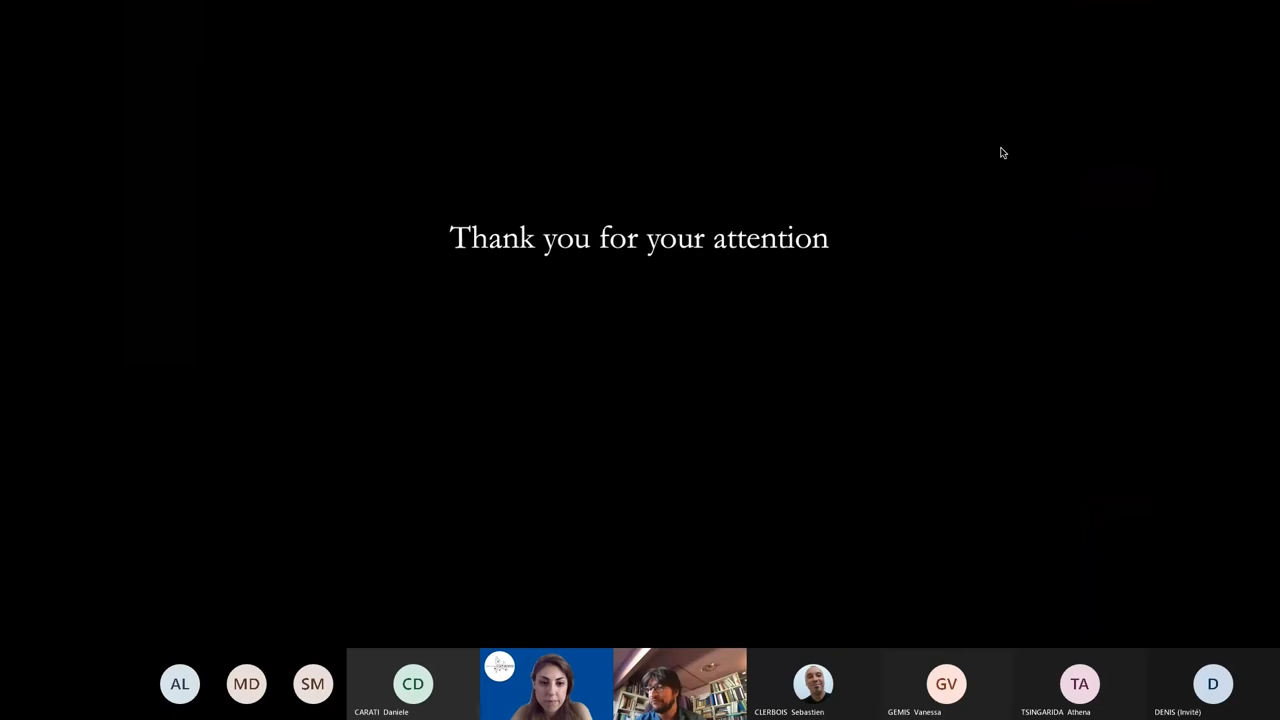 Thank you for your attention
AL
MD
SM
CD
CARATI Daniele
CLERBOIS Sebastien
GV
GEMIS Vanessa
TA
TSINGARIDA Athena
D
DENIS (Invité)